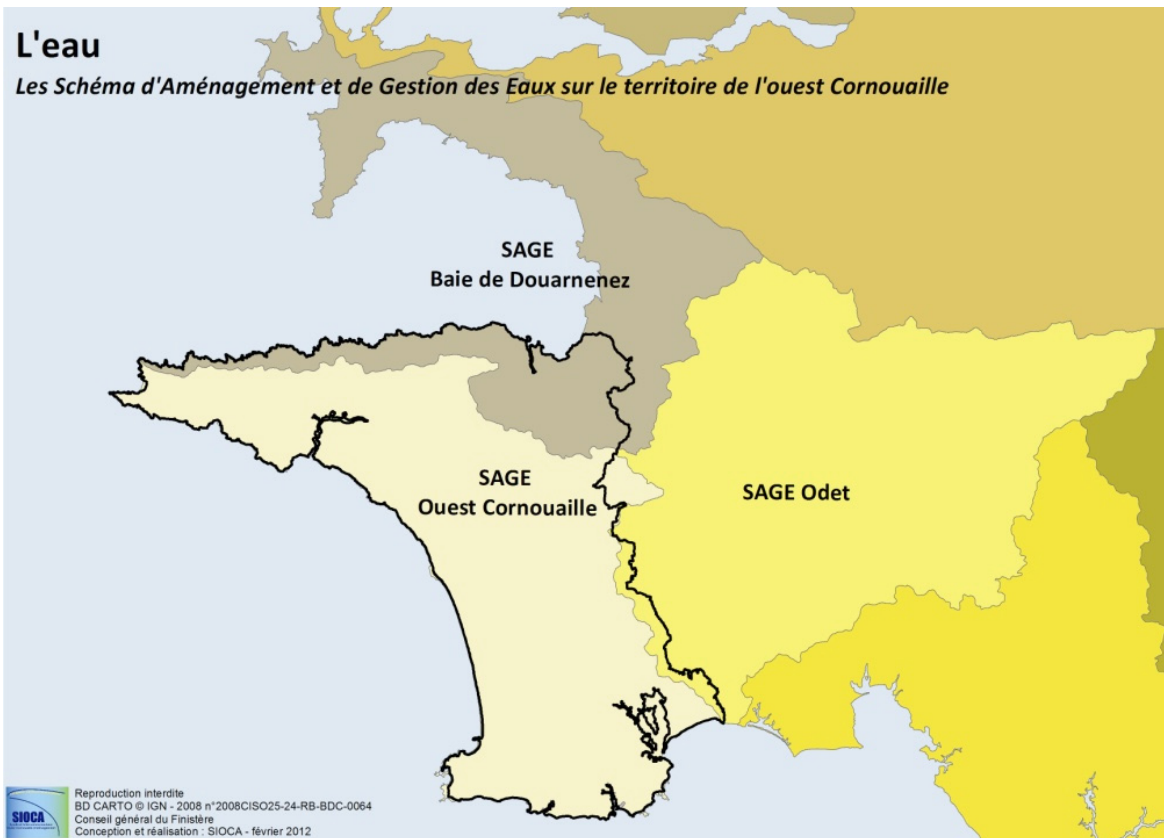 L'eau
Les Schéma d'Aménagement et de Gestion des Eaux sur le territoire de l'ouest Cornouaille
SAGE
Baie de Douarnenez
SAGE
Ouest Cornouaille
SAGE Odet
SIOCA
Reproduction interdite
BD CARTO © IGN - 2008 n°2008CISO25-24-RB-BDC-0064
Conseil général du Finistère
Conception et réalisation : SIOCA - février 2012